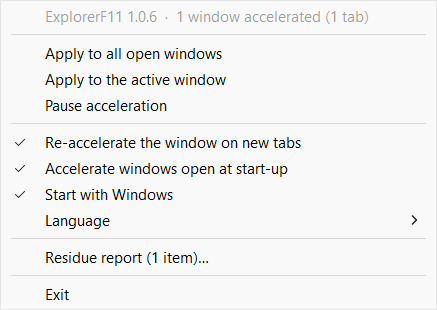 ExplorerF11 1.0.6 · 1 window accelerated (1 tab)
Apply to all open windows
Apply to the active window
Pause acceleration
Re-accelerate the window on new tabs
Accelerate windows open at start-up
Start with Windows
Language
Residue report (1 item)...
Exit